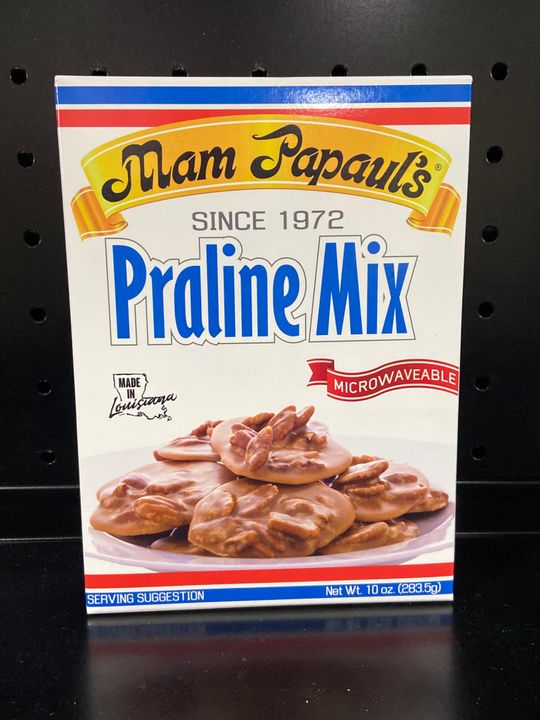 Mam Papaul's®
SINCE 1972
Praline Mix
MICROWAVEABLE
MADE
IN
Louisiana
SERVING SUGGESTION
Net Wt. 10 oz. (283.5g)